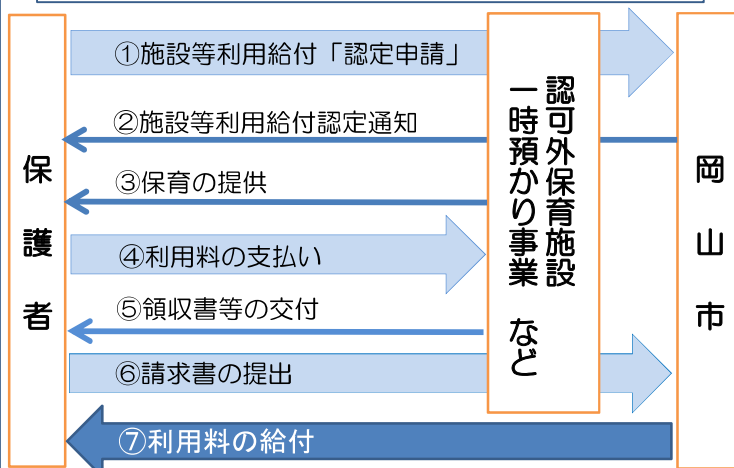 保護者
①施設等利用給付「認定申請」
②施設等利用給付認定通知
③保育の提供
④利用料の支払い
⑤領収書等の交付
⑥請求書の提出
⑦利用料の給付
認可外保育施設
一時預かり事業 など
岡山市